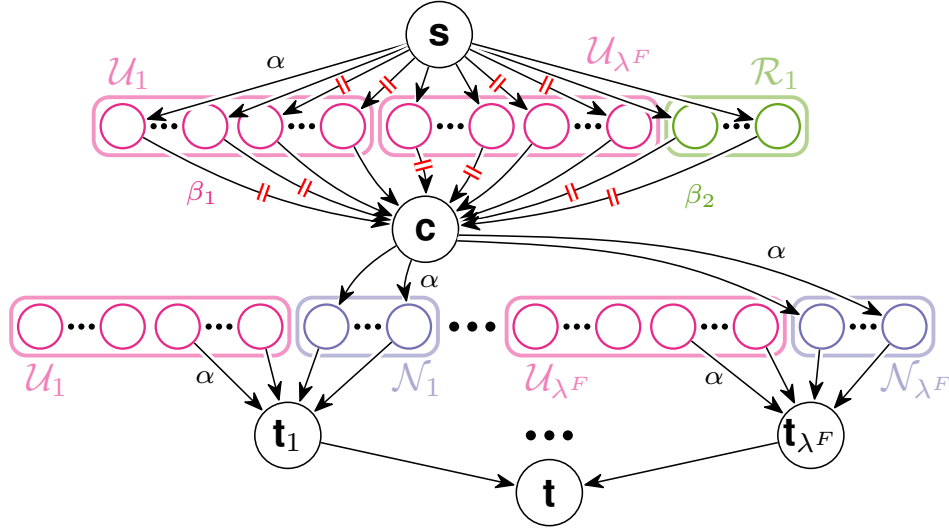 s
α
𝒰₁
𝒰_{λ^F}
ℛ₁
β₁
β₂
c
α
α
𝒰₁
𝒩₁
𝒰_{λ^F}
𝒩_{λ^F}
α
α
t₁
t_{λ^F}
t